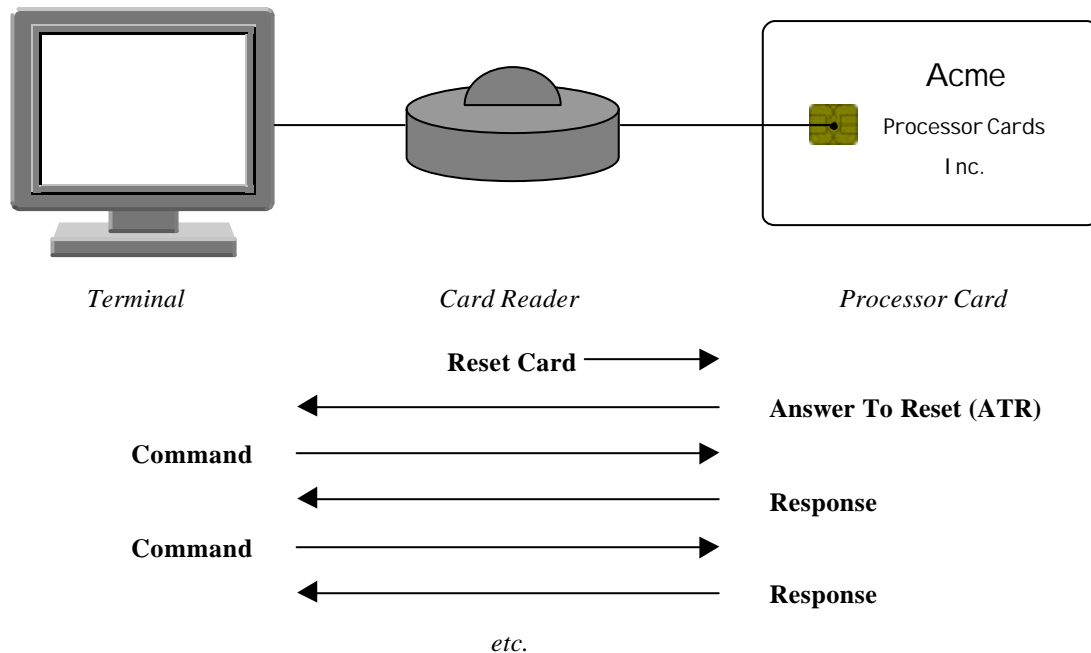 Acme
Processor Cards
Inc.
Terminal
Card Reader
Processor Card
Reset Card
Answer To Reset (ATR)
Command
Response
Command
Response
etc.